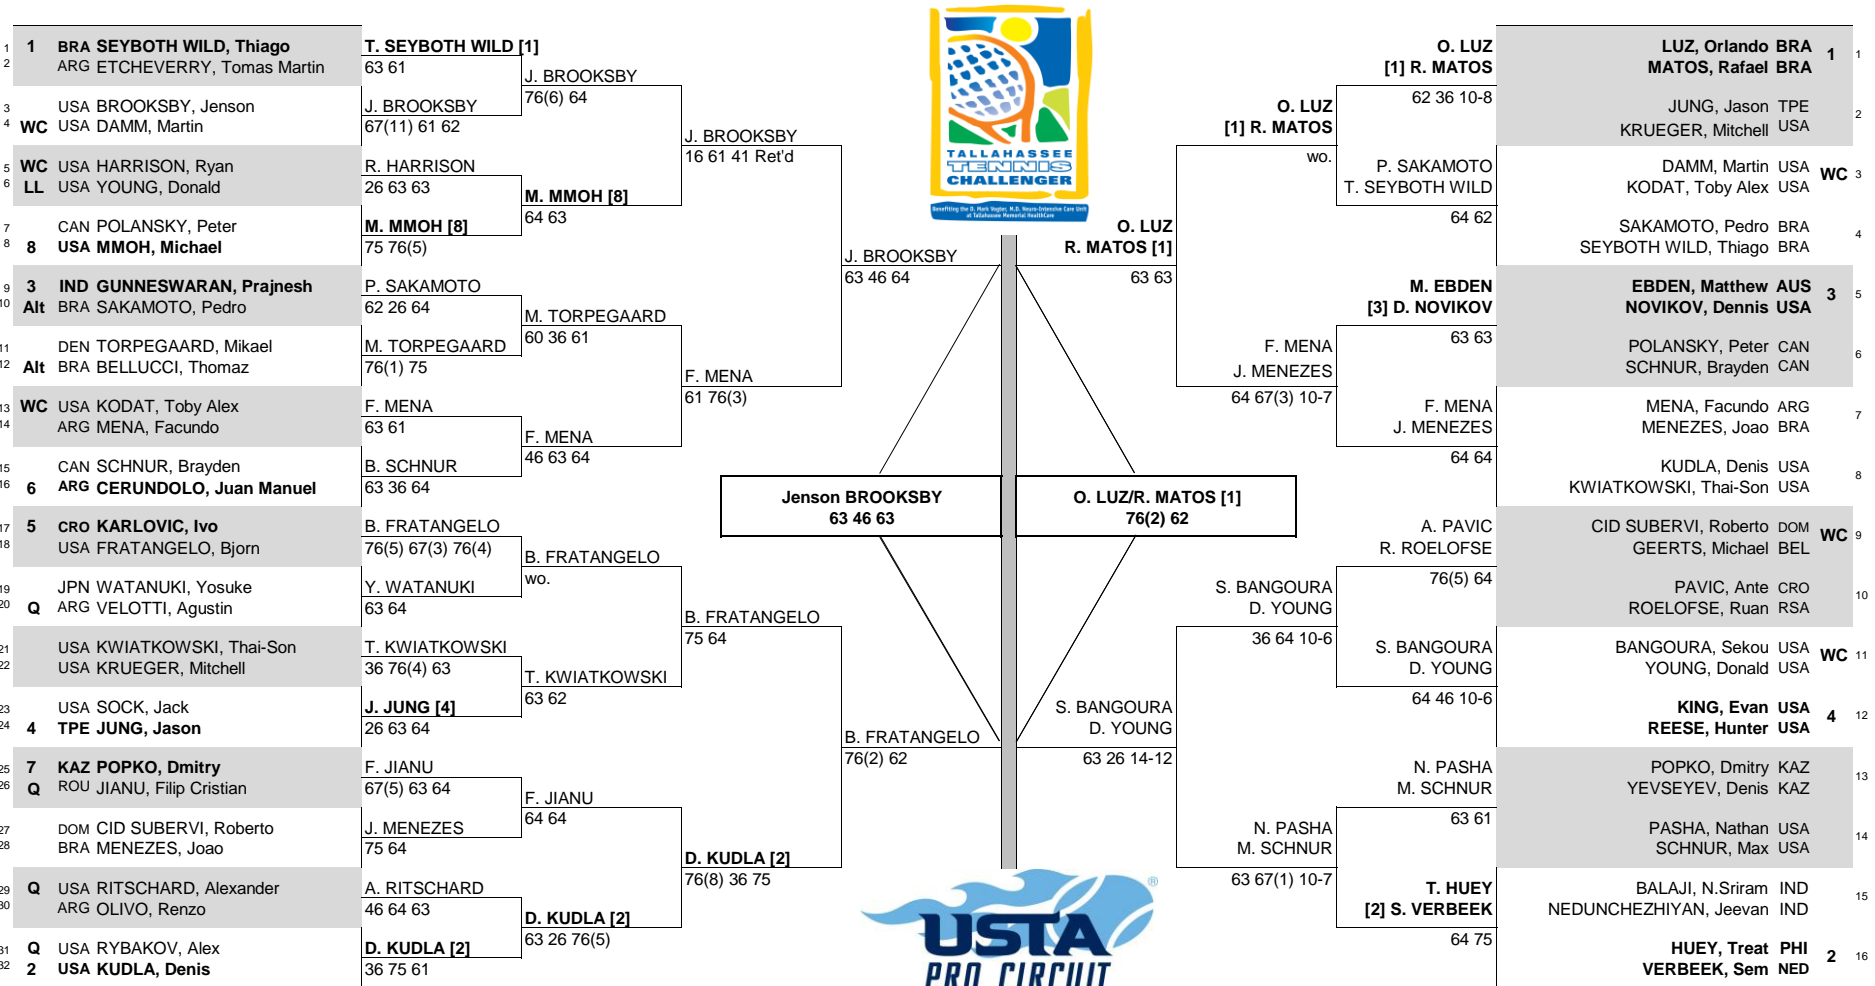 1 1 BRA SEYBOTH WILD, Thiago
2 ARG ETCHEVERRY, Tomas Martin
3 USA BROOKSBY, Jenson
4 WC USA DAMM, Martin
5 WC USA HARRISON, Ryan
6 LL USA YOUNG, Donald
7 CAN POLANSKY, Peter
8 8 USA MMOH, Michael
9 3 IND GUNNESWARAN, Prajnesh
10 Alt BRA SAKAMOTO, Pedro
11 DEN TORPEGAARD, Mikael
12 Alt BRA BELLUCCI, Thomaz
13 WC USA KODAT, Toby Alex
14 ARG MENA, Facundo
15 CAN SCHNUR, Brayden
16 6 ARG CERUNDOLO, Juan Manuel
17 5 CRO KARLOVIC, Ivo
18 USA FRATANGELO, Bjorn
19 JPN WATANUKI, Yosuke
20 Q ARG VELOTTI, Agustin
21 USA KWIATKOWSKI, Thai-Son
22 USA KRUEGER, Mitchell
23 USA SOCK, Jack
24 4 TPE JUNG, Jason
25 7 KAZ POPKO, Dmitry
26 Q ROU JIANU, Filip Cristian
27 DOM CID SUBERVI, Roberto
28 BRA MENEZES, Joao
29 Q USA RITSCHARD, Alexander
30 ARG OLIVO, Renzo
31 Q USA RYBAKOV, Alex
32 2 USA KUDLA, Denis
T. SEYBOTH WILD [1]
63 61
J. BROOKSBY
67(11) 61 62
R. HARRISON
26 63 63
M. MMOH [8]
75 76(5)
P. SAKAMOTO
62 26 64
M. TORPEGAARD
76(1) 75
F. MENA
63 61
B. SCHNUR
63 36 64
B. FRATANGELO
76(5) 67(3) 76(4)
Y. WATANUKI
63 64
T. KWIATKOWSKI
36 76(4) 63
J. JUNG [4]
26 63 64
F. JIANU
67(5) 63 64
J. MENEZES
75 64
A. RITSCHARD
46 64 63
D. KUDLA [2]
36 75 61
J. BROOKSBY
76(6) 64
M. MMOH [8]
64 63
M. TORPEGAARD
60 36 61
F. MENA
46 63 64
B. FRATANGELO
wo.
T. KWIATKOWSKI
63 62
F. JIANU
64 64
D. KUDLA [2]
63 26 76(5)
J. BROOKSBY
16 61 41 Ret'd
F. MENA
61 76(3)
B. FRATANGELO
75 64
D. KUDLA [2]
76(8) 36 75
J. BROOKSBY
63 46 64
B. FRATANGELO
76(2) 62
Jenson BROOKSBY
63 46 63
TALLAHASSEE
TENNIS
CHALLENGER
Benefiting the D. Mark Vogter, M.D. Neuro-Intensive Care Unit
at Tallahassee Memorial HealthCare
O. LUZ/R. MATOS [1]
76(2) 62
USTA
PRO CIRCUIT
®
O. LUZ
R. MATOS [1]
63 63
S. BANGOURA
D. YOUNG
63 26 14-12
O. LUZ
[1] R. MATOS
wo.
F. MENA
J. MENEZES
64 67(3) 10-7
S. BANGOURA
D. YOUNG
36 64 10-6
N. PASHA
M. SCHNUR
63 67(1) 10-7
O. LUZ
[1] R. MATOS
62 36 10-8
P. SAKAMOTO
T. SEYBOTH WILD
64 62
M. EBDEN
[3] D. NOVIKOV
63 63
F. MENA
J. MENEZES
64 64
A. PAVIC
R. ROELOFSE
76(5) 64
S. BANGOURA
D. YOUNG
64 46 10-6
N. PASHA
M. SCHNUR
63 61
T. HUEY
[2] S. VERBEEK
64 75
LUZ, Orlando BRA 1 1
MATOS, Rafael BRA
JUNG, Jason TPE 2
KRUEGER, Mitchell USA
DAMM, Martin USA WC 3
KODAT, Toby Alex USA
SAKAMOTO, Pedro BRA 4
SEYBOTH WILD, Thiago BRA
EBDEN, Matthew AUS 3 5
NOVIKOV, Dennis USA
POLANSKY, Peter CAN 6
SCHNUR, Brayden CAN
MENA, Facundo ARG 7
MENEZES, Joao BRA
KUDLA, Denis USA 8
KWIATKOWSKI, Thai-Son USA
CID SUBERVI, Roberto DOM WC 9
GEERTS, Michael BEL
PAVIC, Ante CRO 10
ROELOFSE, Ruan RSA
BANGOURA, Sekou USA WC 11
YOUNG, Donald USA
KING, Evan USA 4 12
REESE, Hunter USA
POPKO, Dmitry KAZ 13
YEVSEYEV, Denis KAZ
PASHA, Nathan USA 14
SCHNUR, Max USA
BALAJI, N.Sriram IND 15
NEDUNCHEZHIYAN, Jeevan IND
HUEY, Treat PHI 2 16
VERBEEK, Sem NED